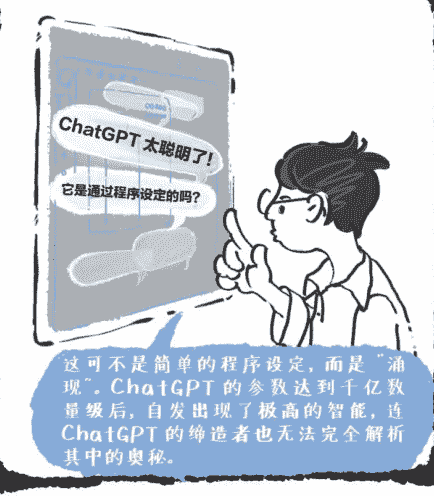 ChatGPT 太聪明了!
它是通过程序设定的吗?
这可不是简单的程序设定, 而是 "涌
现"。ChatGPT 的参数达到千亿数
量级后, 自发出现了极高的智能, 连
ChatGPT 的缔造者也无法完全解析
其中的奥秘。